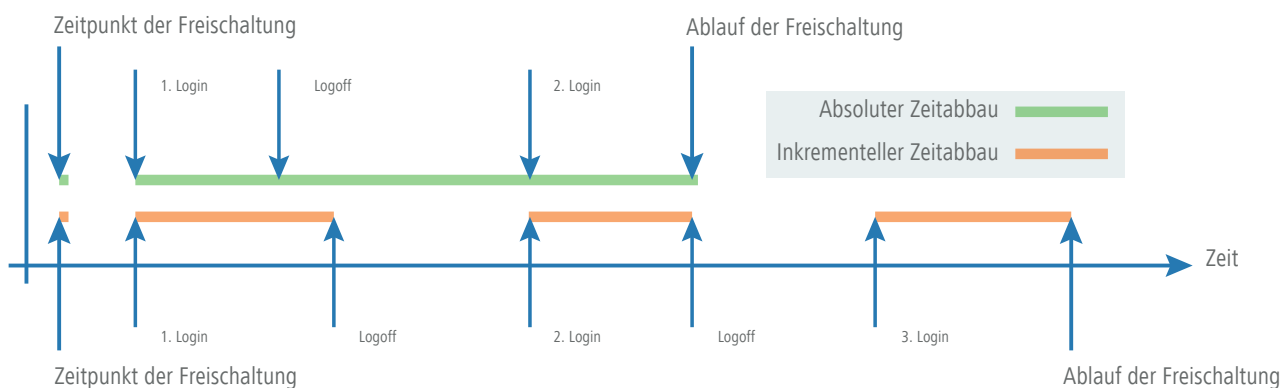 Zeitpunkt der Freischaltung
Ablauf der Freischaltung
1. Login
Logoff
2. Login
Absoluter Zeitabbau
Inkrementeller Zeitabbau
Zeit
1. Login
Logoff
2. Login
Logoff
3. Login
Zeitpunkt der Freischaltung
Ablauf der Freischaltung